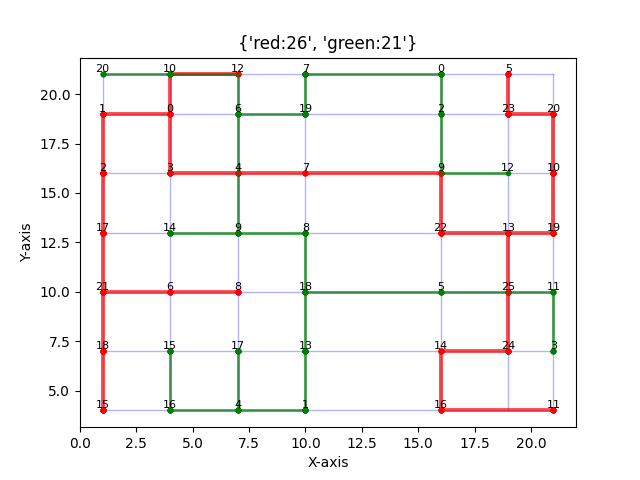 {'red:26', 'green:21'}
20 10 12 7 0 5
1 0 6 19 2 23 20
2 3 4 7 9 12 10
17 14 9 8 22 13 19
21 6 8 18 5 25 11
18 15 17 13 14 24 3
15 16 4 1 16 11
20.0
17.5
15.0
12.5
10.0
7.5
5.0
Y-axis
0.0 2.5 5.0 7.5 10.0 12.5 15.0 17.5 20.0
X-axis